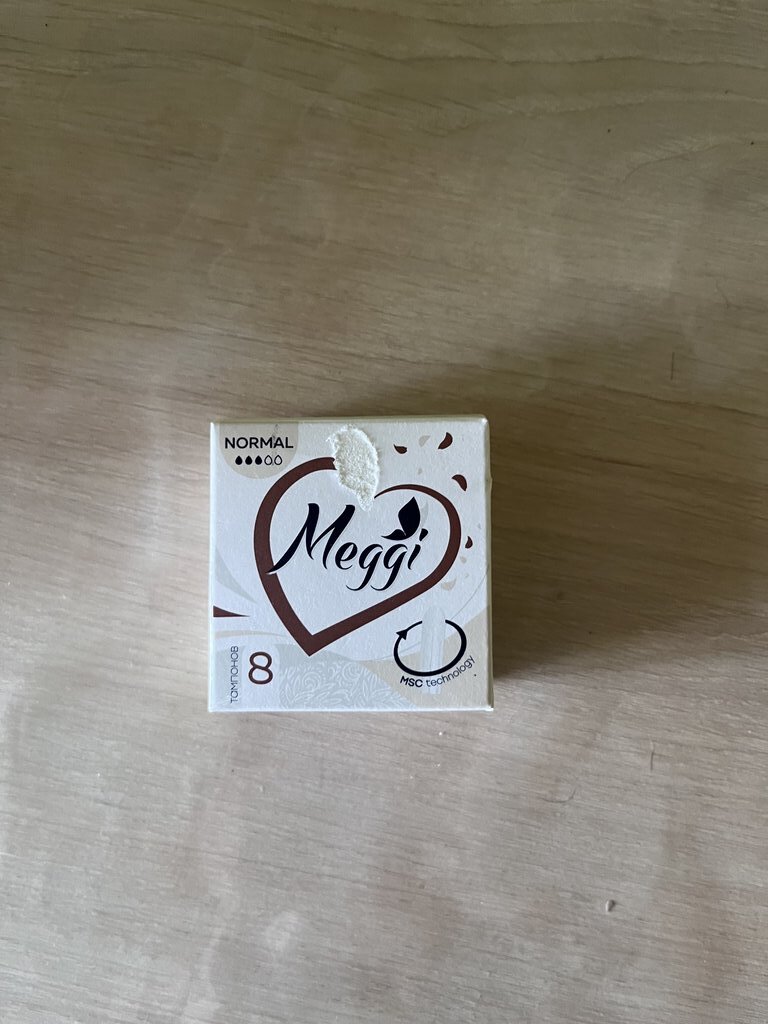 NORMAL
Meggi
MSC technology
8
тампонов